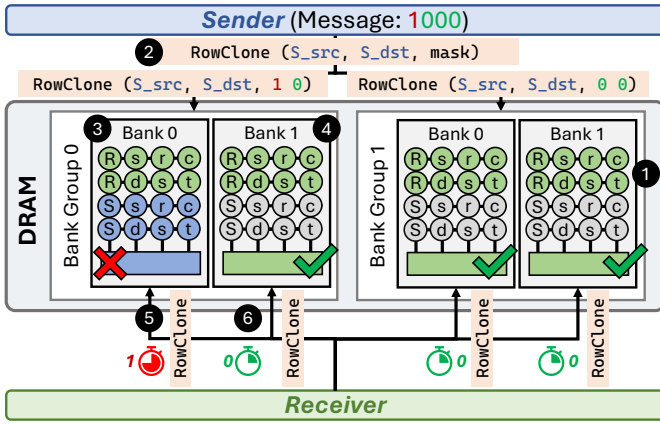 Sender (Message: 1000)
2
RowClone (S_src, S_dst, mask)
RowClone (S_src, S_dst, 1 0)
RowClone (S_src, S_dst, 0 0)
DRAM
Bank Group 0
3
Bank 0
R s r c
R d s t
S s r c
S d s t
Bank 1
4
R s r c
R d s t
S s r c
S d s t
Bank Group 1
Bank 0
R s r c
R d s t
S s r c
S d s t
Bank 1
1
R s r c
R d s t
S s r c
S d s t
5
1
RowClone
6
0
RowClone
0
RowClone
0
RowClone
Receiver